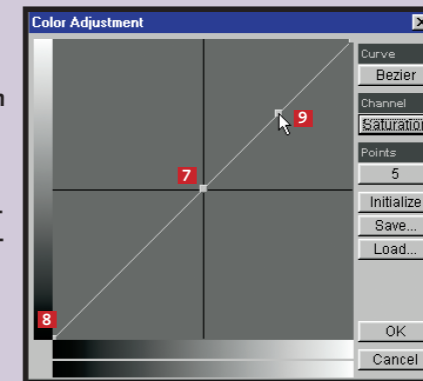 Color Adjustment
Curve
Bezier
Channel
Saturation
Points
5
Initialize
Save...
Load...
OK
Cancel
7
8
9